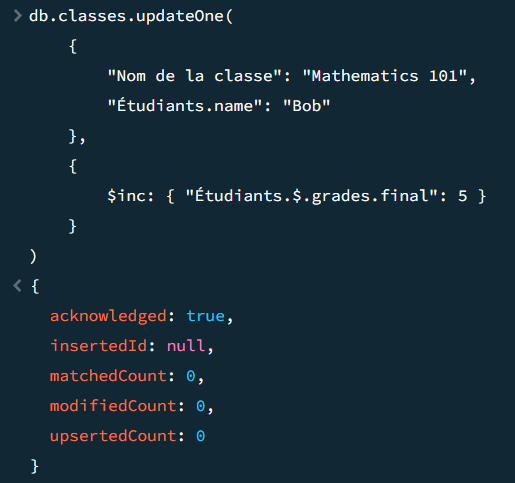 > db.classes.updateOne(
{
"Nom de la classe": "Mathematics 101",
"Étudiants.name": "Bob"
},
{
$inc: { "Étudiants.$.grades.final": 5 }
}
)
< {
acknowledged: true,
insertedId: null,
matchedCount: 0,
modifiedCount: 0,
upsertedCount: 0
}